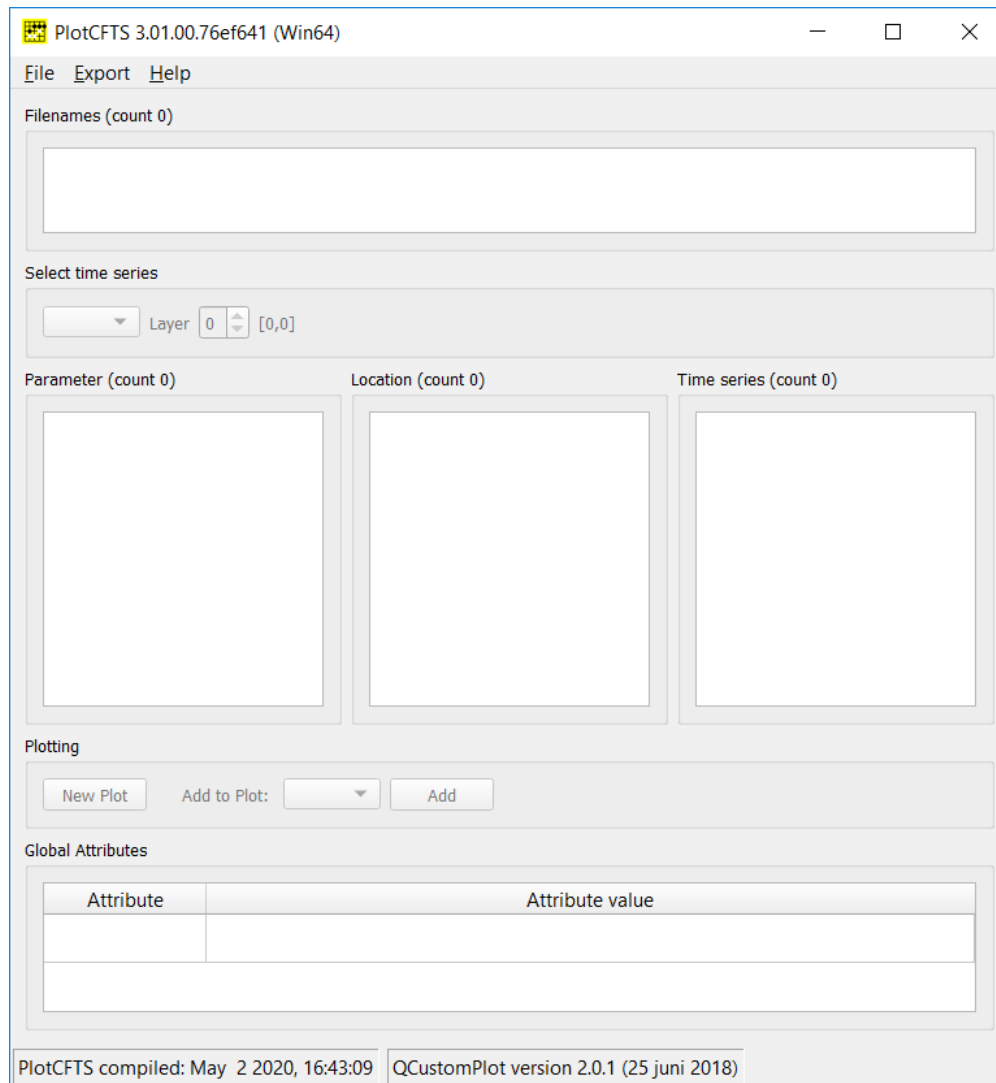 PlotCFTS 3.01.00.76ef641 (Win64)
File Export Help
Filenames (count 0)
Select time series
Layer 0 [0,0]
Parameter (count 0) Location (count 0) Time series (count 0)
Plotting
New Plot Add to Plot: Add
Global Attributes
Attribute Attribute value
PlotCFTS compiled: May  2 2020, 16:43:09 QCustomPlot version 2.0.1 (25 juni 2018)